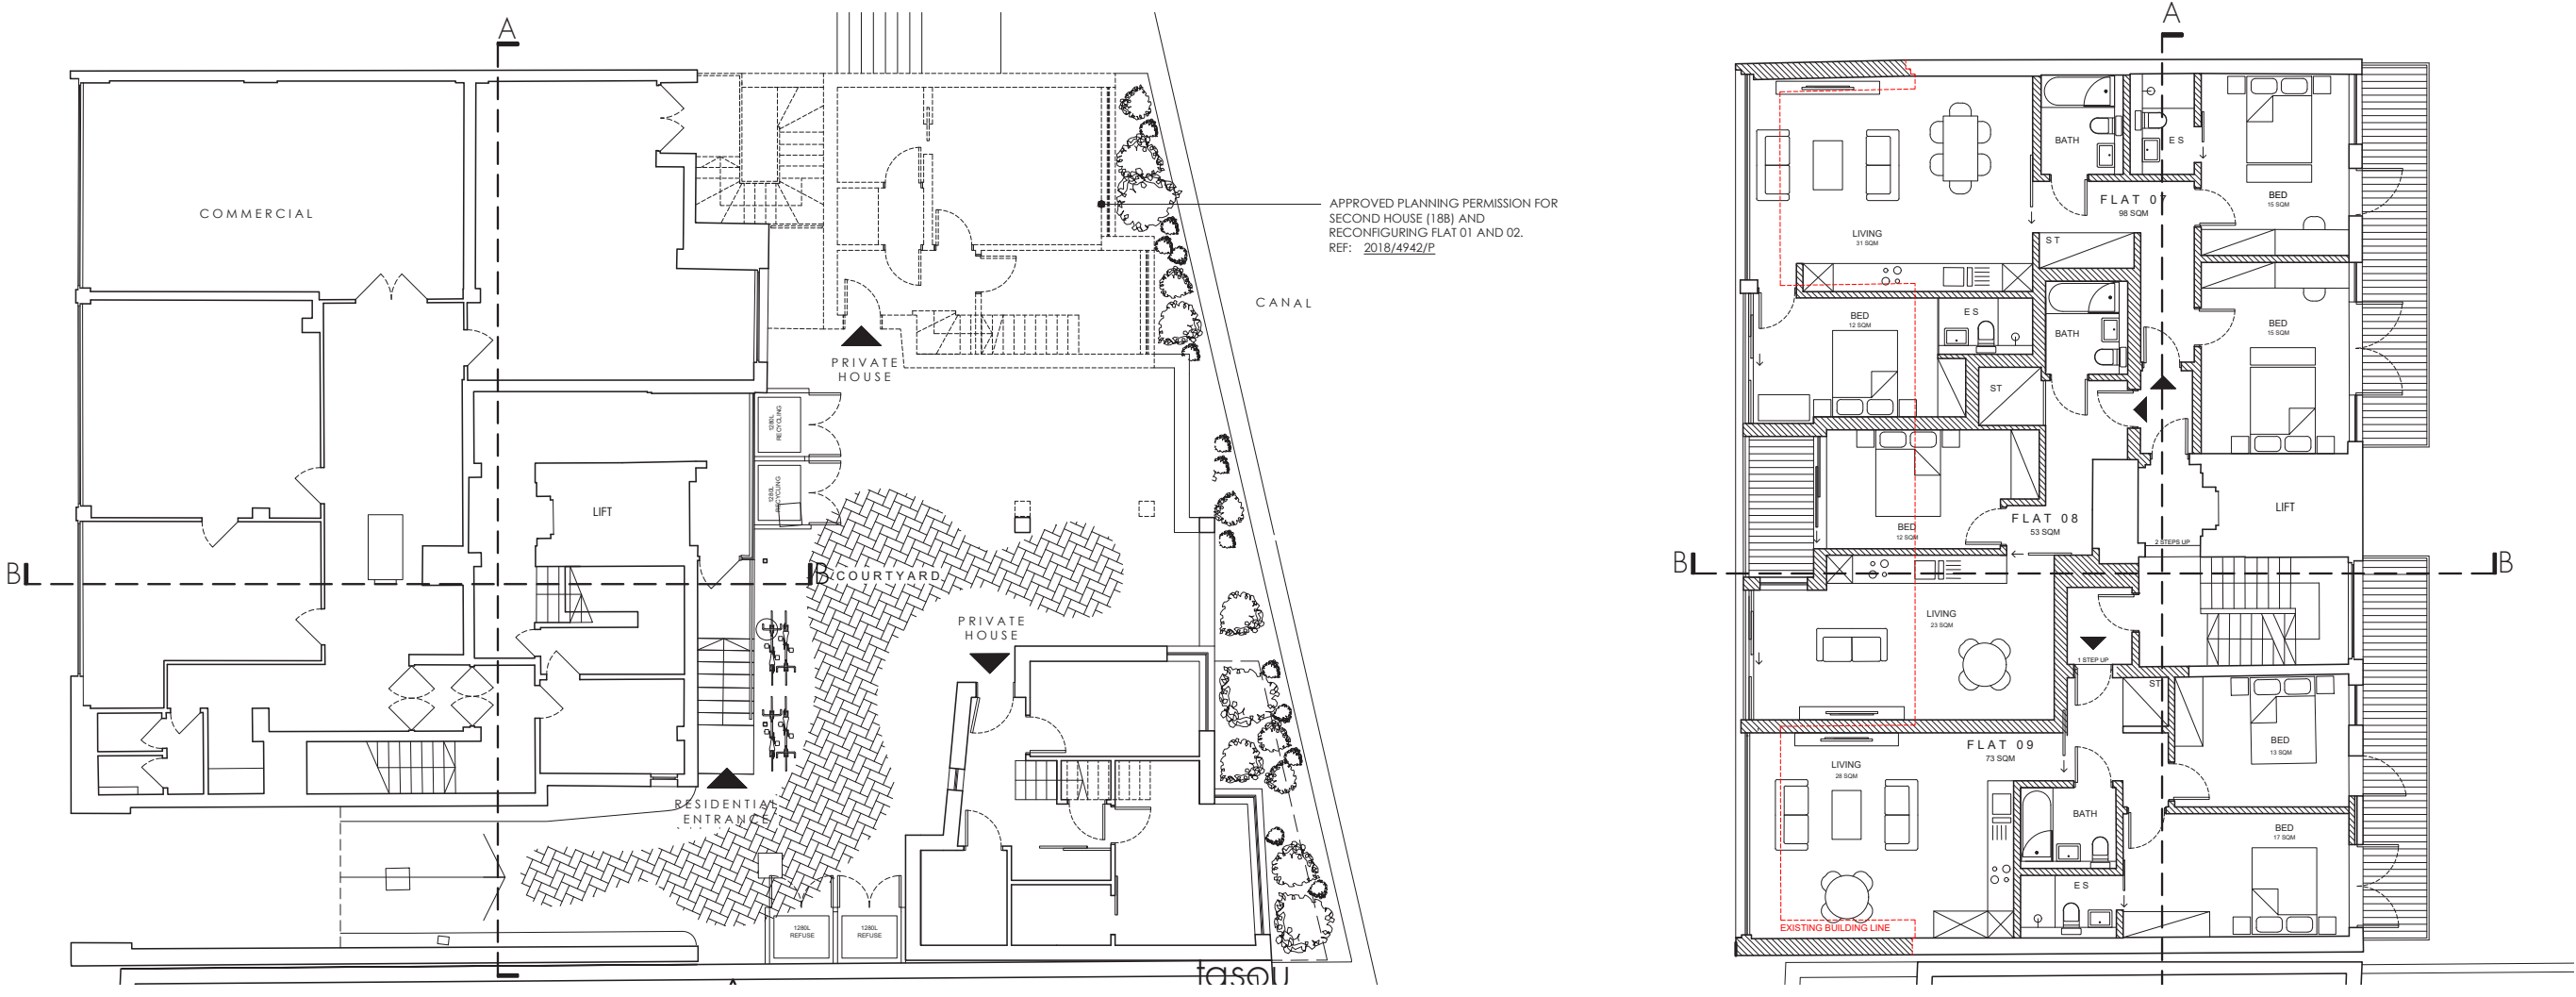 A
COMMERCIAL
APPROVED PLANNING PERMISSION FOR
SECOND HOUSE (18B) AND
RECONFIGURING FLAT 01 AND 02.
REF: 2018/4942/P
CANAL
PRIVATE
HOUSE
1280L
RECYCLING
1280L
RECYCLING
LIFT
B
B
COURTYARD
PRIVATE
HOUSE
RESIDENTIAL
ENTRANCE
1280L
REFUSE
1280L
REFUSE
A
BATH
E S
BED
15 SQM
FLAT 07
98 SQM
LIVING
31 SQM
S T
BED
12 SQM
E S
BATH
BED
15 SQM
ST
FLAT 08
53 SQM
BED
12 SQM
LIFT
2 STEPS UP
B
B
LIVING
23 SQM
1 STEP UP
ST
FLAT 09
73 SQM
LIVING
28 SQM
BED
13 SQM
BATH
BED
17 SQM
E S
EXISTING BUILDING LINE